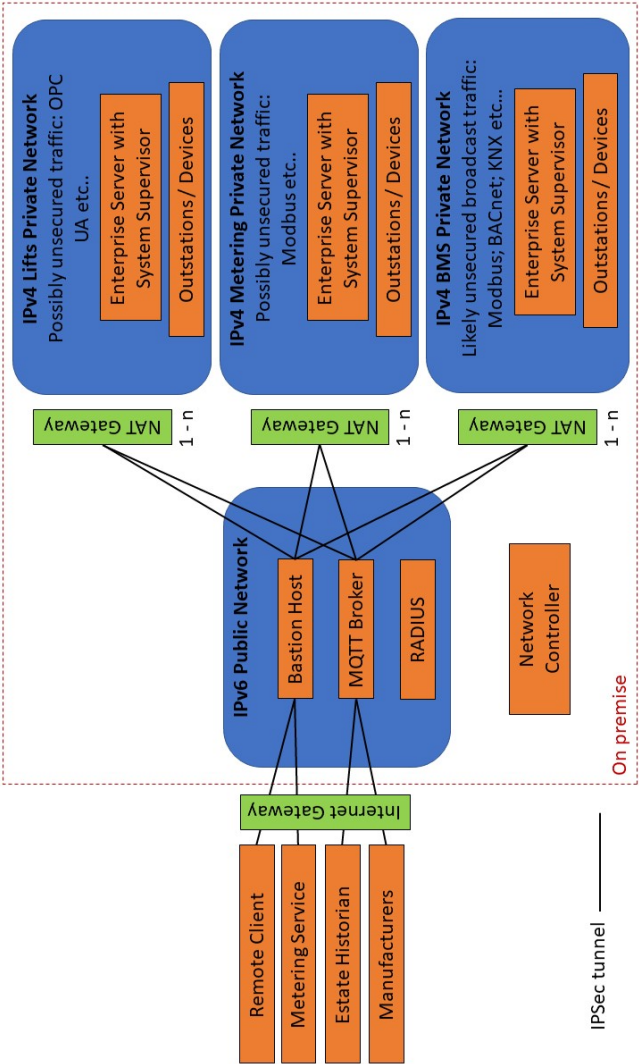 Remote Client
Metering Service
Estate Historian
Manufacturers
IPSec tunnel
Internet Gateway
On premise
IPv6 Public Network
Bastion Host
MQTT Broker
RADIUS
Network
Controller
NAT Gateway
1 - n
NAT Gateway
1 - n
NAT Gateway
1 - n
IPv4 Lifts Private Network
Possibly unsecured traffic: OPC
UA etc..
Enterprise Server with
System Supervisor
Outstations / Devices
IPv4 Metering Private Network
Possibly unsecured traffic:
Modbus etc..
Enterprise Server with
System Supervisor
Outstations / Devices
IPv4 BMS Private Network
Likely unsecured broadcast traffic:
Modbus; BACnet; KNX etc...
Enterprise Server with
System Supervisor
Outstations / Devices